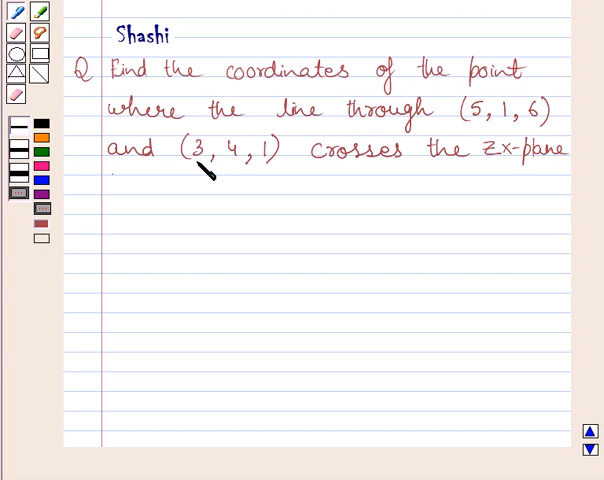 Shashi
Q Find the coordinates of the point
where the line through (5, 1, 6)
and (3, 4, 1) crosses the ZX-plane